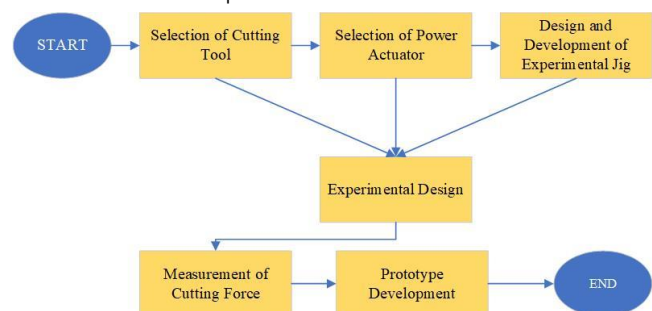 START
Selection of Cutting
Tool
Selection of Power
Actuator
Design and
Development of
Experimental Jig
Experimental Design
Measurement of
Cutting Force
Prototype
Development
END